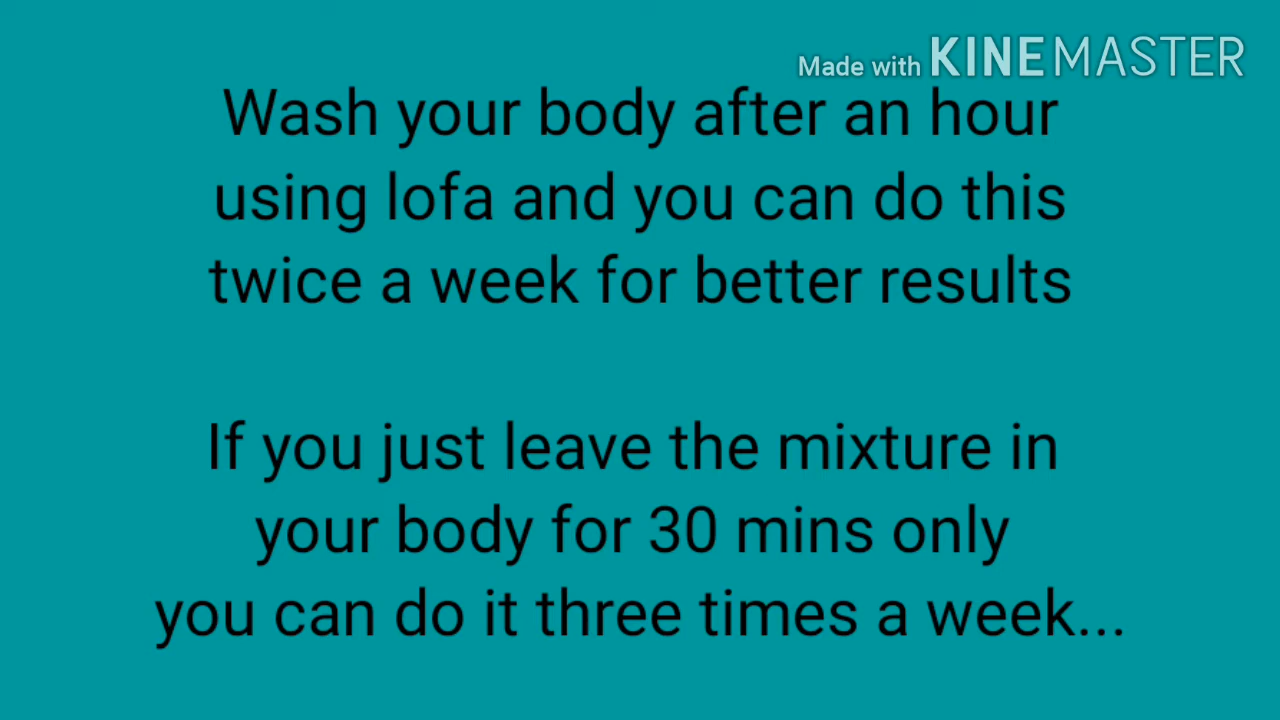 Made with KINEMASTER
Wash your body after an hour
using lofa and you can do this
twice a week for better results
If you just leave the mixture in
your body for 30 mins only
you can do it three times a week...